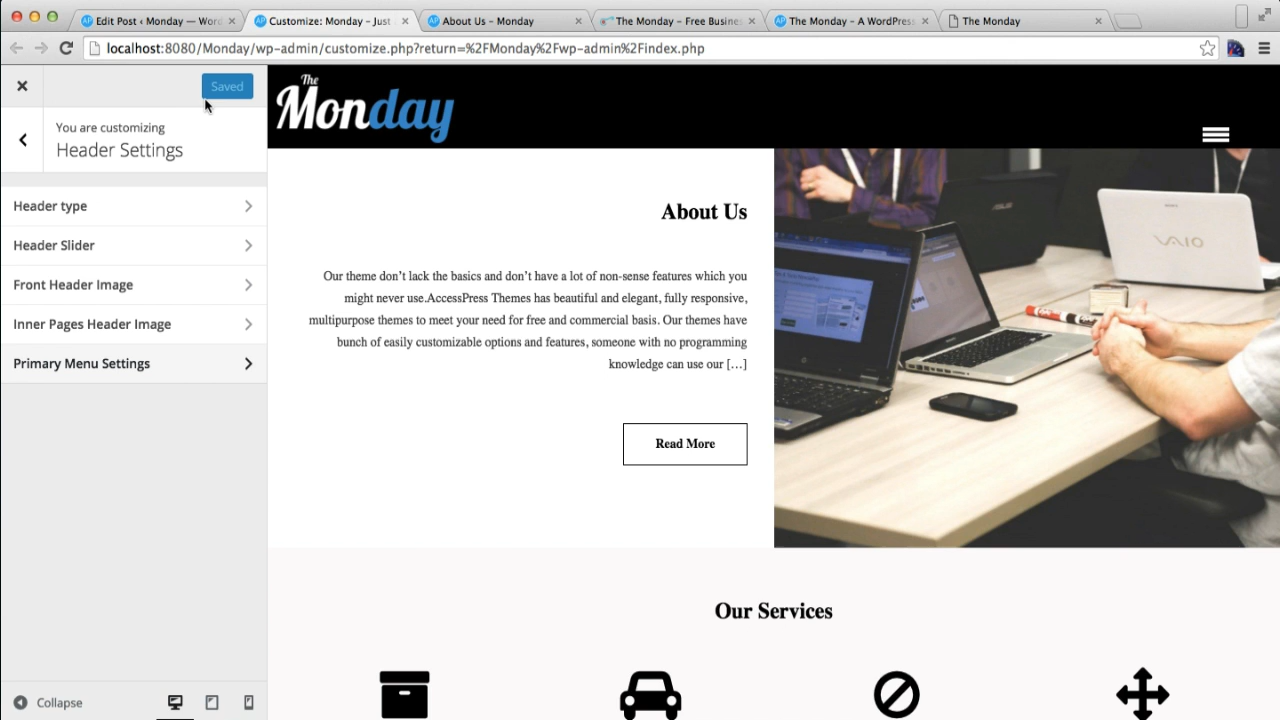 Edit Post ‹ Monday — Word
Customize: Monday – Just
About Us – Monday
The Monday – Free Busines
The Monday – A WordPress
The Monday
localhost:8080/Monday/wp-admin/customize.php?return=%2FMonday%2Fwp-admin%2Findex.php
Saved
You are customizing
Header Settings
Header type
Header Slider
Front Header Image
Inner Pages Header Image
Primary Menu Settings
Collapse
The
Monday
About Us
Our theme don't lack the basics and don't have a lot of non-sense features which you
might never use.AccessPress Themes has beautiful and elegant, fully responsive,
multipurpose themes to meet your need for free and commercial basis. Our themes have
bunch of easily customizable options and features, someone with no programming
knowledge can use our […]
Read More
ASUS
VAIO
Our Services